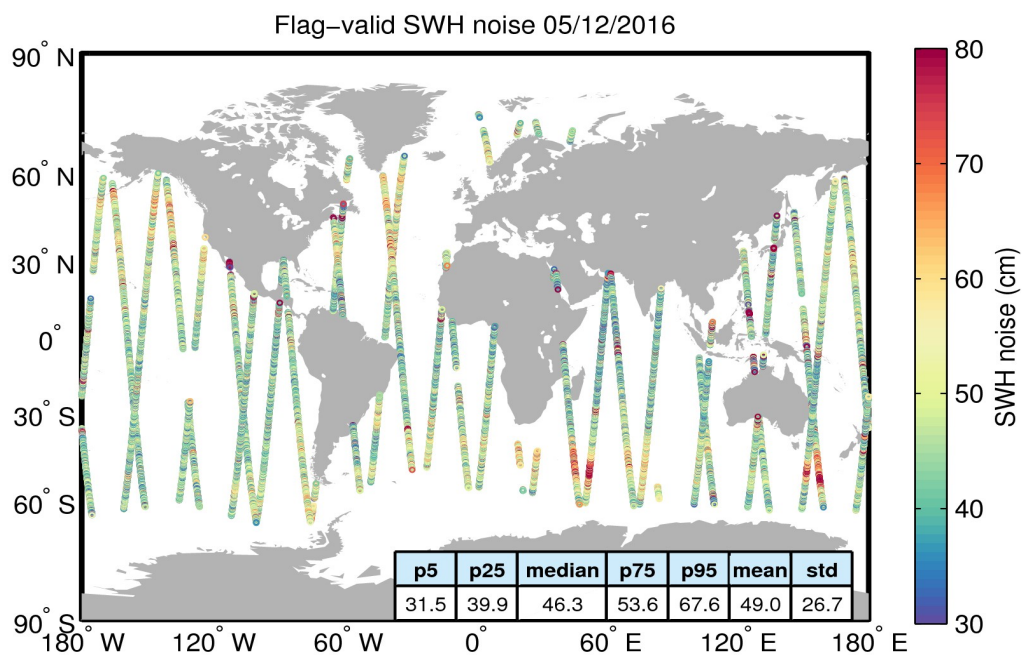 Flag−valid SWH noise 05/12/2016
90° N
60° N
30° N
0°
30° S
60° S
90° S
180° W
120° W
60° W
0°
60° E
120° E
180° E
p5 p25 median p75 p95 mean std
31.5 39.9 46.3 53.6 67.6 49.0 26.7
80
70
60
50
40
30
SWH noise (cm)